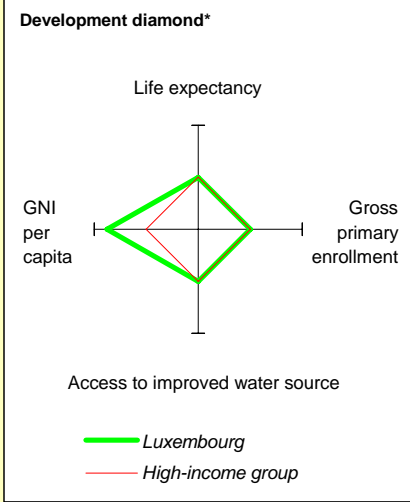 Development diamond*
Life expectancy
GNI
per
capita
Gross
primary
enrollment
Access to improved water source
Luxembourg
High-income group